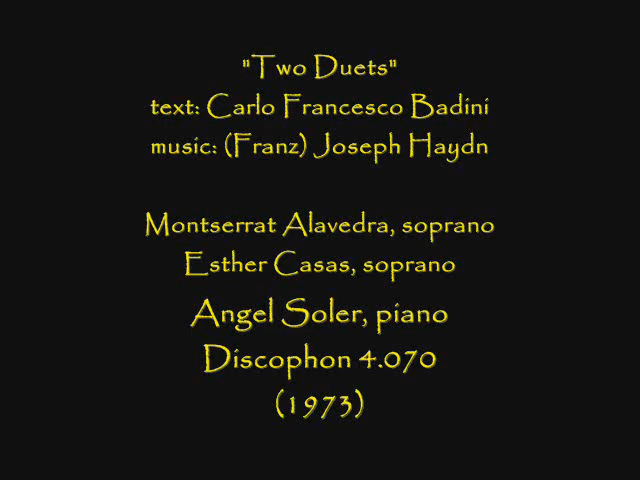 "Two Duets"
text: Carlo Francesco Badini
music: (Franz) Joseph Haydn
Montserrat Alavedra, soprano
Esther Casas, soprano
Angel Soler, piano
Discophon 4.070
(1973)